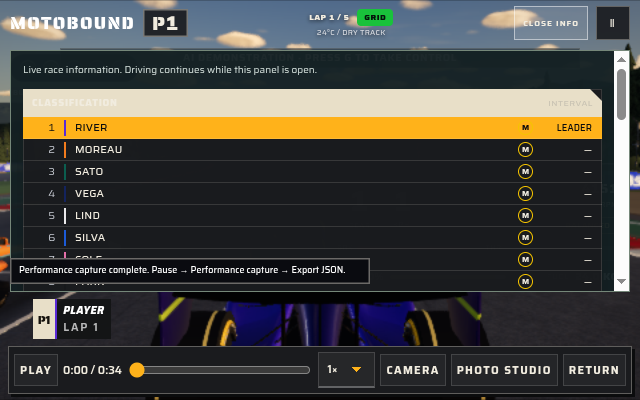 MOTOBOUND P1
LAP 1 / 5 GRID
24°C / DRY TRACK
CLOSE INFO
II
Live race information. Driving continues while this panel is open.
CLASSIFICATION INTERVAL
1 RIVER M LEADER
2 MOREAU M —
3 SATO M —
4 VEGA M —
5 LIND M —
6 SILVA M —
M —
M —
Performance capture complete. Pause → Performance capture → Export JSON.
P1 PLAYER
LAP 1
PLAY 0:00 / 0:34 1× CAMERA PHOTO STUDIO RETURN